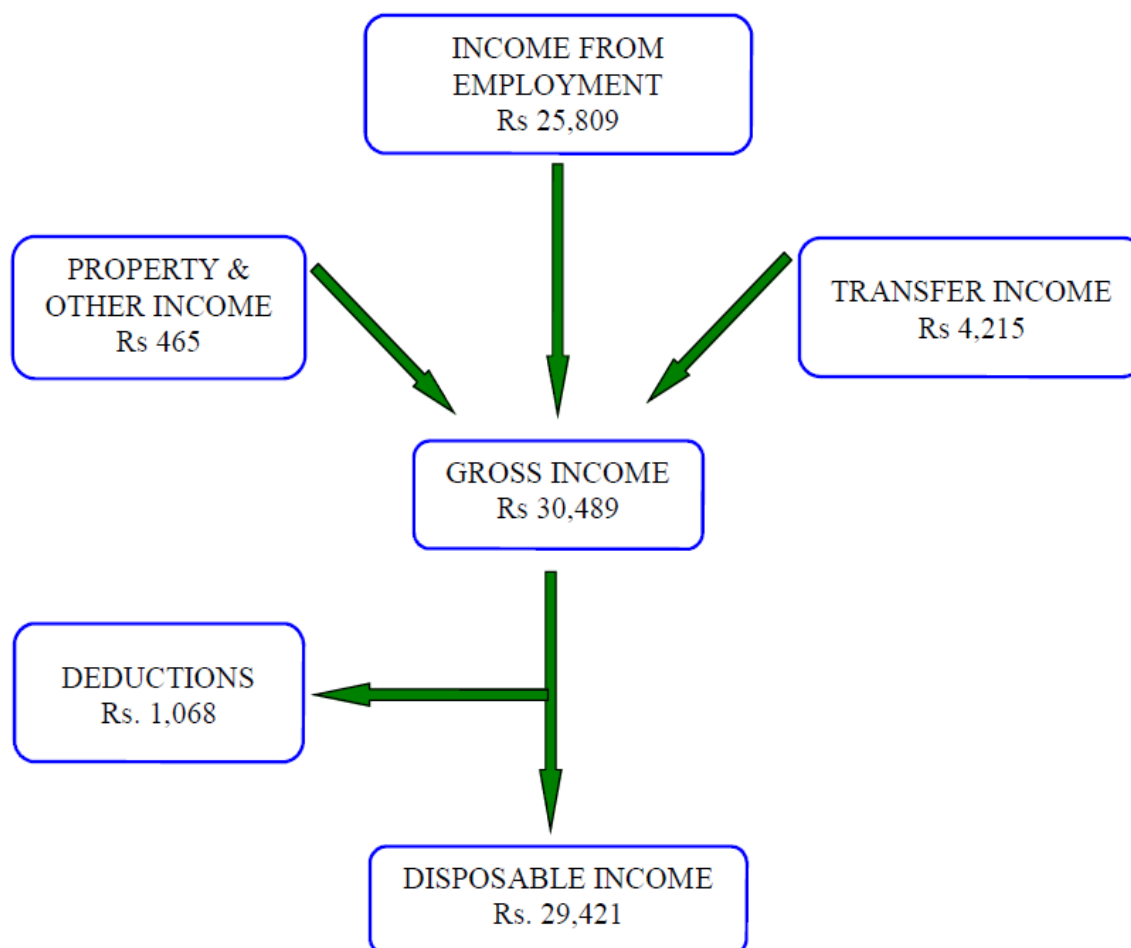 INCOME FROM
EMPLOYMENT
Rs 25,809
PROPERTY &
OTHER INCOME
Rs 465
TRANSFER INCOME
Rs 4,215
GROSS INCOME
Rs 30,489
DEDUCTIONS
Rs. 1,068
DISPOSABLE INCOME
Rs. 29,421